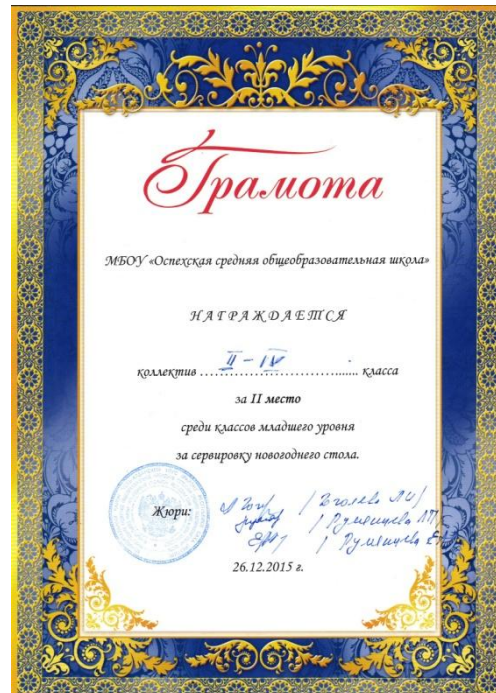 Грамота
МБОУ «Оспехская средняя общеобразовательная школа»
НАГРАЖДАЕТСЯ
коллектив II – IV класса
за II место
среди классов младшего уровня
за сервировку новогоднего стола.
Жюри:
26.12.2015 г.